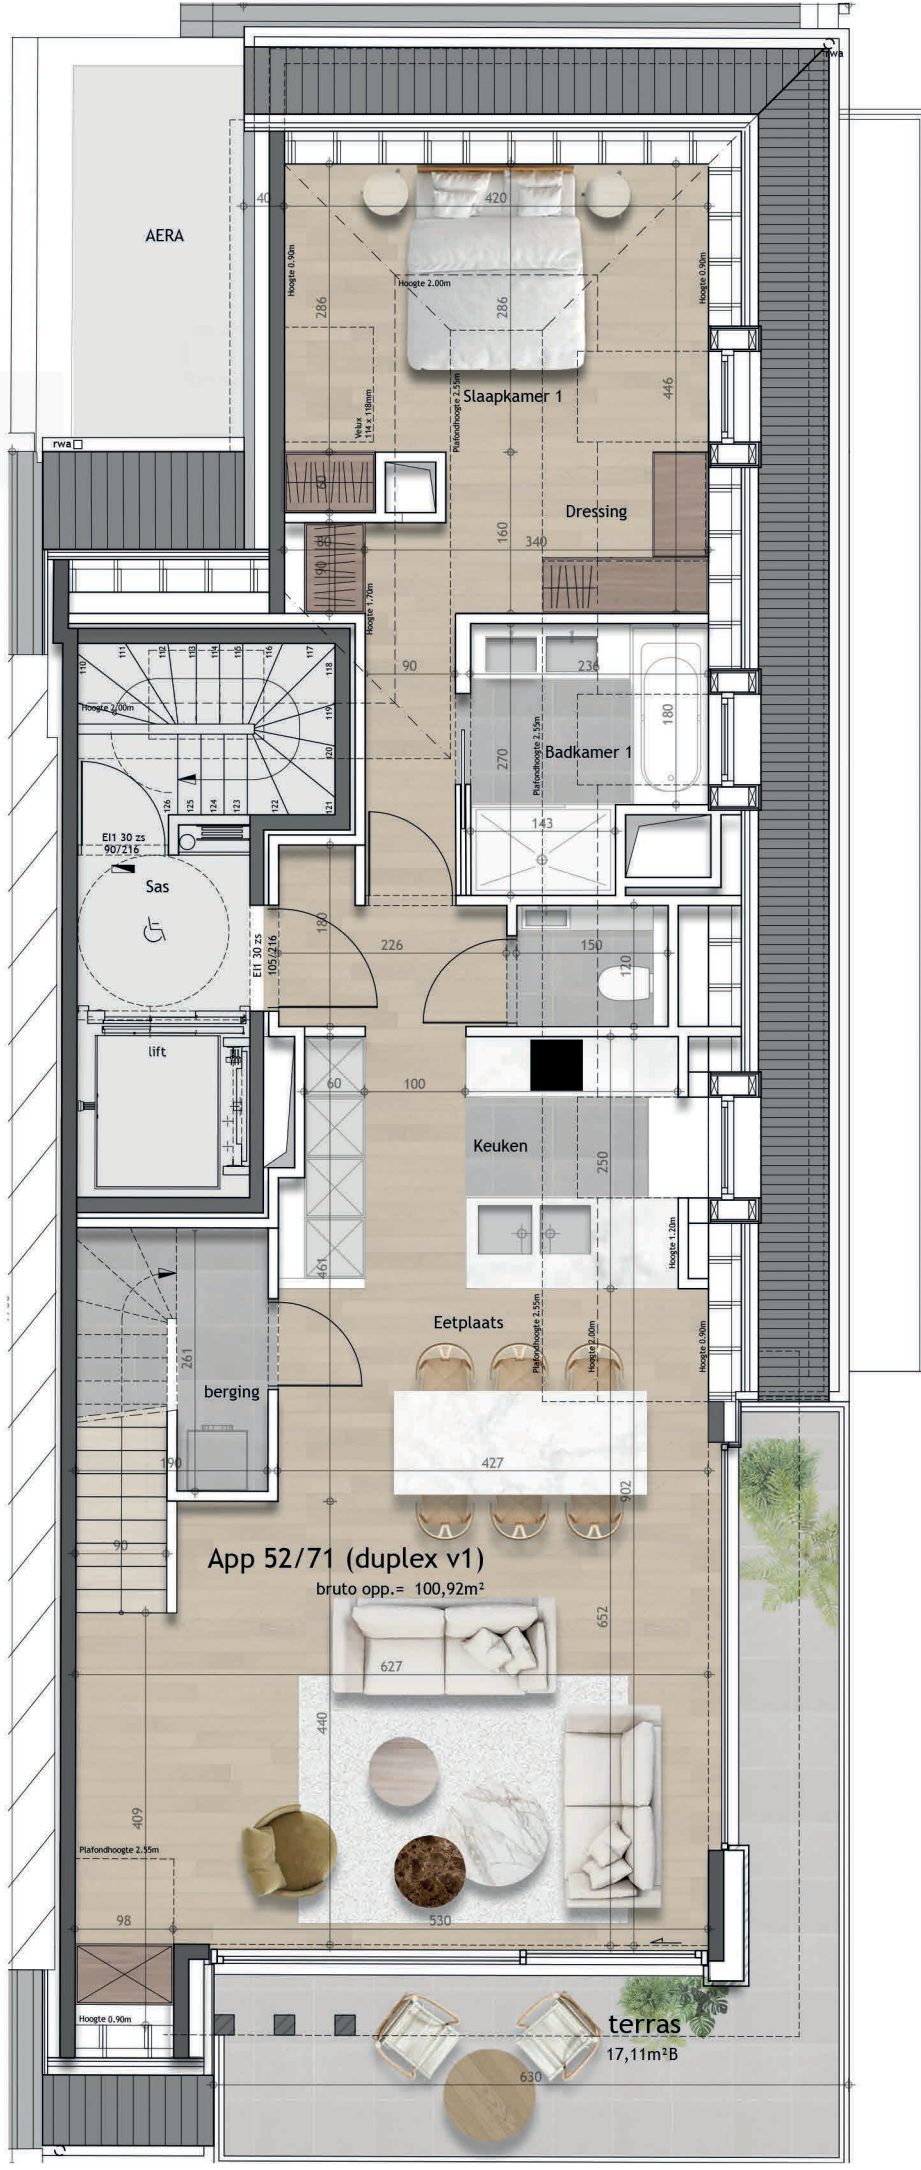 rwa
AERA
40
420
Hoogte 0.90m
Hoogte 0.90m
Hoogte 2.00m
286
286
446
Slaapkamer 1
Plafondhoogte 2.55m
Velux
114 x 118mm
rwa
60
Dressing
160
340
80
90
Hoogte 1.70m
110
111
112
113
114
115
116
117
118
119
120
121
122
123
124
125
126
Hoogte 2.00m
90
236
180
270
Plafondhoogte 2.55m
Badkamer 1
143
EI1 30 zs
90/216
Sas
EI1 30 zs
105/216
180
226
150
120
lift
60
100
Keuken
250
Hoogte 1.20m
461
Eetplaats
Plafondhoogte 2.55m
Hoogte 2.00m
Hoogte 0.90m
261
berging
190
427
902
90
App 52/71 (duplex v1)
bruto opp.= 100,92m²
652
627
440
409
Plafondhoogte 2.55m
98
530
Hoogte 0.90m
terras
17,11m²B
630